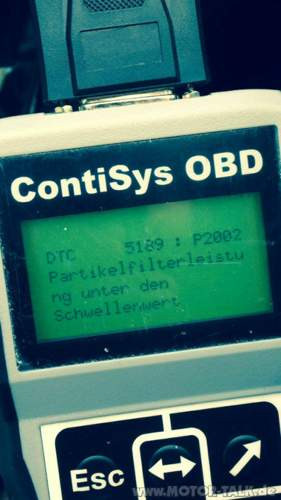 ContiSys OBD
DTC 5189 : P2002
Partikelfilterleistu
ng unter den
Schwellenwert
Esc
www.MOTOR-TALK.de